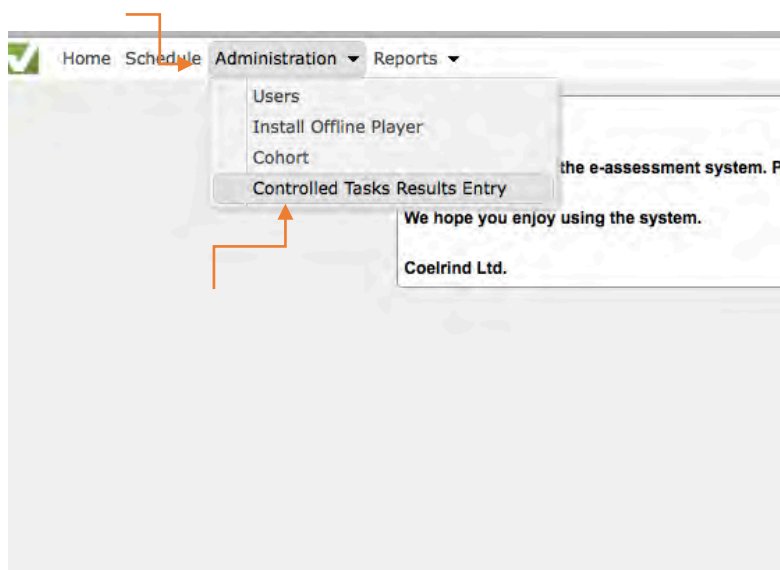 Home Schedule Administration Reports
Users
Install Offline Player
Cohort
Controlled Tasks Results Entry
the e-assessment system. P
We hope you enjoy using the system.
Coelrind Ltd.